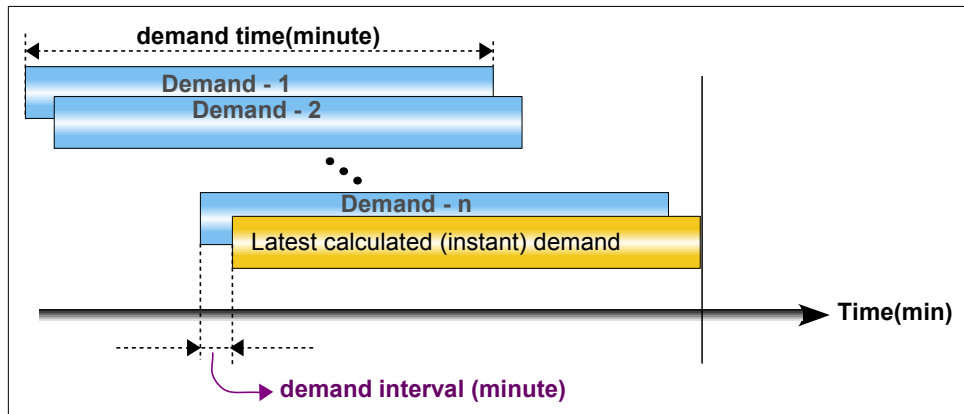 demand time(minute)
Demand - 1
Demand - 2
Demand - n
Latest calculated (instant) demand
Time(min)
demand interval (minute)